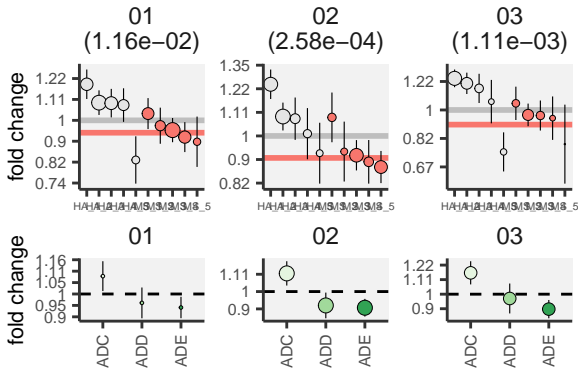 01
(1.16e−02)
02
(2.58e−04)
03
(1.11e−03)
fold change
1.22
1.11
1
0.9
0.82
0.74
1.35
1.22
1.11
1
0.9
0.82
1.22
1
0.82
0.67
01
02
03
fold change
1.16
1.11
1.05
1
0.95
0.9
1.11
1
0.9
1.22
1.11
1
0.9
ADC
ADD
ADE
ADC
ADD
ADE
ADC
ADD
ADE